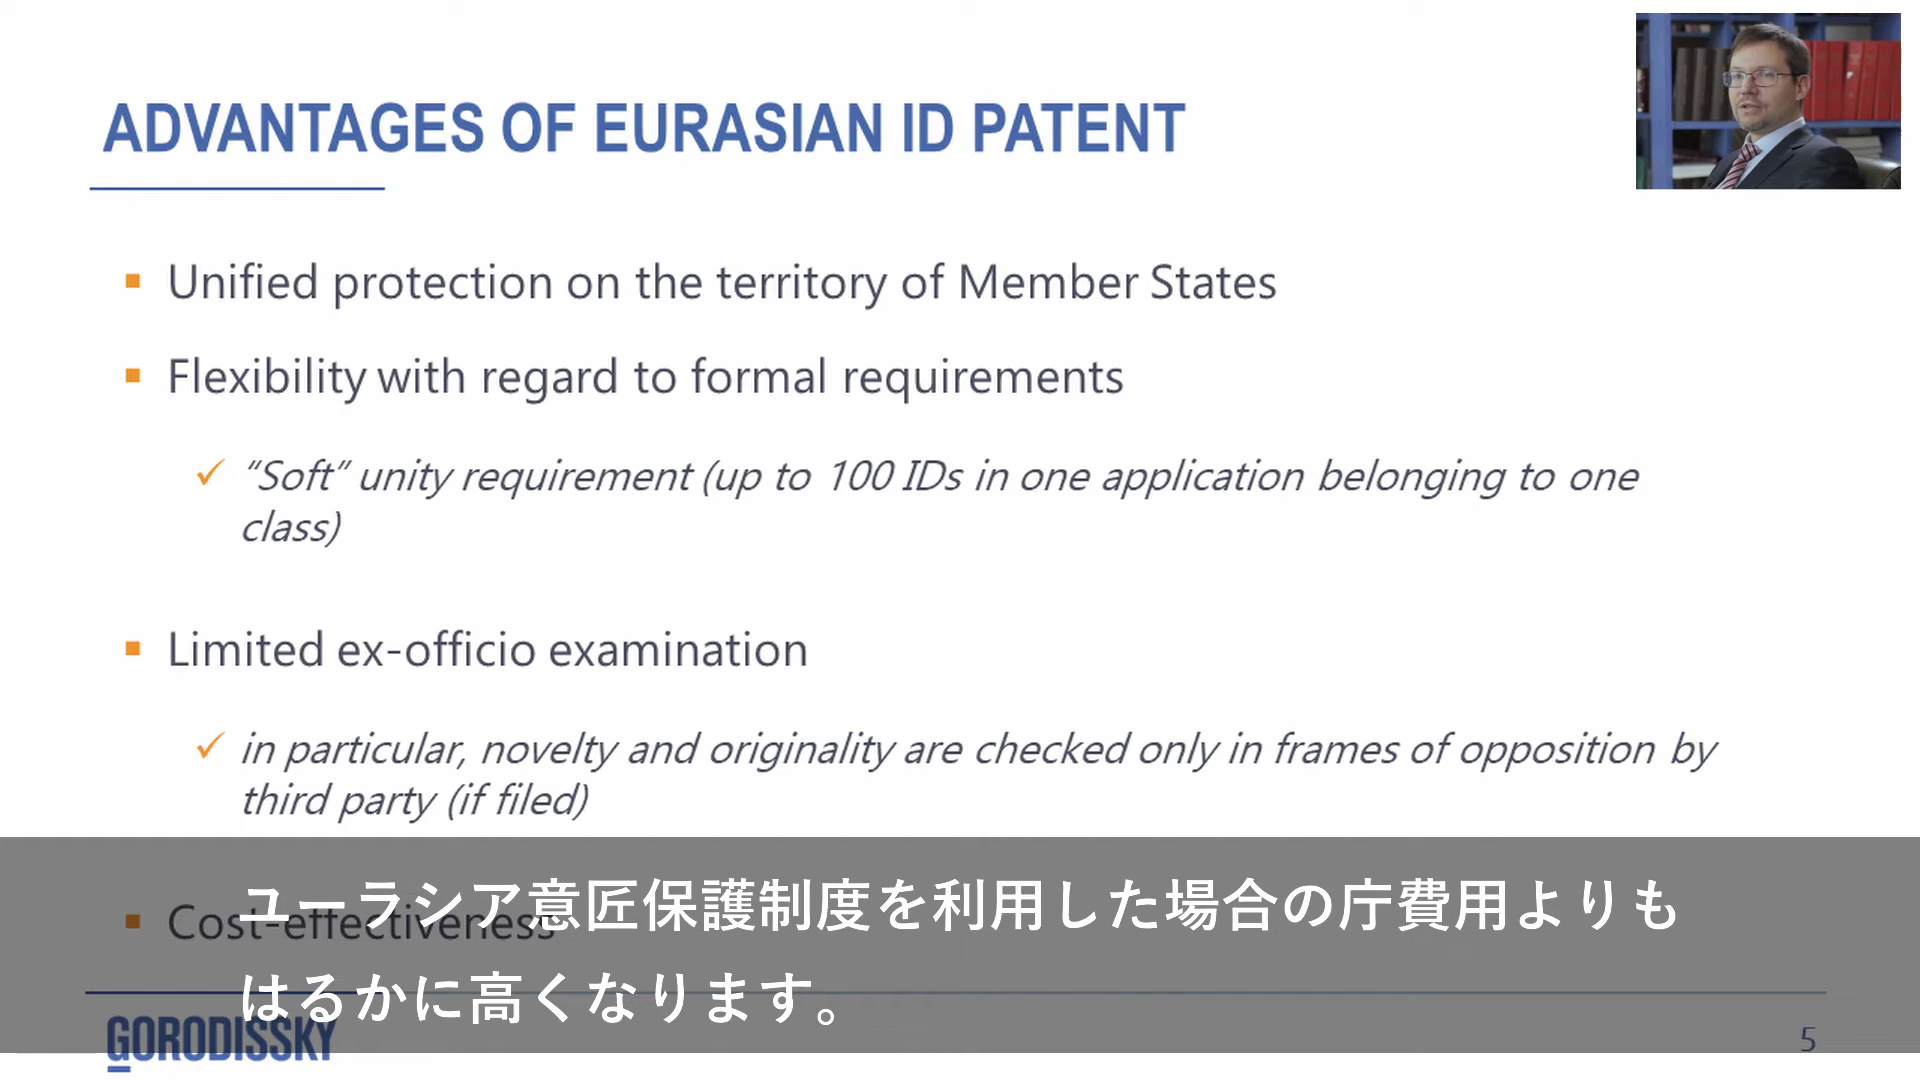 ADVANTAGES OF EURASIAN ID PATENT
Unified protection on the territory of Member States
Flexibility with regard to formal requirements
“Soft” unity requirement (up to 100 IDs in one application belonging to one
class)
Limited ex-officio examination
in particular, novelty and originality are checked only in frames of opposition by
third party (if filed)
Cost-effectiveness
ユーラシア意匠保護制度を利用した場合の庁費用よりも
はるかに高くなります。
GORODISSKY
5